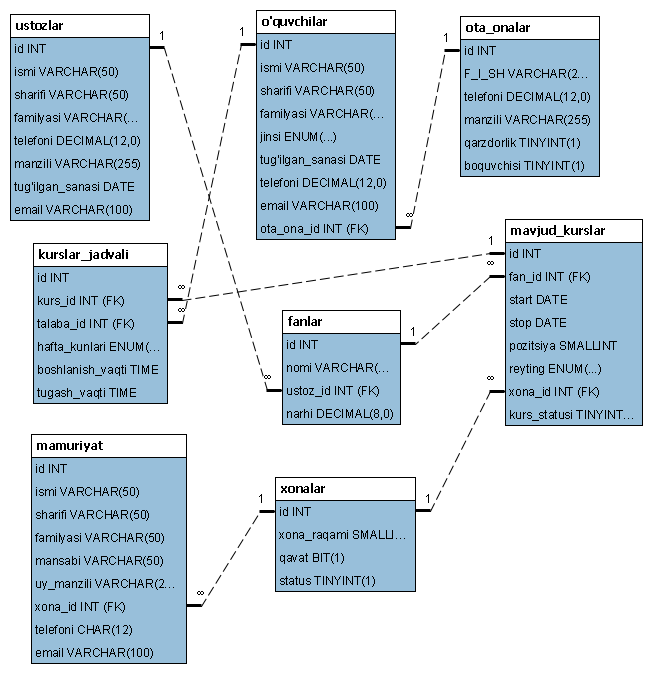 ustozlar
id INT
ismi VARCHAR(50)
sharifi VARCHAR(50)
familyasi VARCHAR(...
telefoni DECIMAL(12,0)
manzili VARCHAR(255)
tug'ilgan_sanasi DATE
email VARCHAR(100)
1
o'quvchilar
id INT
ismi VARCHAR(50)
sharifi VARCHAR(50)
familyasi VARCHAR(...
jinsi ENUM(...)
tug'ilgan_sanasi DATE
telefoni DECIMAL(12,0)
email VARCHAR(100)
ota_ona_id INT (FK)
1
∞
ota_onalar
id INT
F_I_SH VARCHAR(2...
telefoni DECIMAL(12,0)
manzili VARCHAR(255)
qarzdorlik TINYINT(1)
boquvchisi TINYINT(1)
1
kurslar_jadvali
id INT
kurs_id INT (FK)
talaba_id INT (FK)
hafta_kunlari ENUM(...
boshlanish_vaqti TIME
tugash_vaqti TIME
∞
∞
fanlar
id INT
nomi VARCHAR(...
ustoz_id INT (FK)
narhi DECIMAL(8,0)
∞
1
mavjud_kurslar
id INT
fan_id INT (FK)
start DATE
stop DATE
pozitsiya SMALLINT
reyting ENUM(...)
xona_id INT (FK)
kurs_statusi TINYINT...
1
∞
∞
mamuriyat
id INT
ismi VARCHAR(50)
sharifi VARCHAR(50)
familyasi VARCHAR(50)
mansabi VARCHAR(50)
uy_manzili VARCHAR(2...
xona_id INT (FK)
telefoni CHAR(12)
email VARCHAR(100)
∞
xonalar
id INT
xona_raqami SMALLI...
qavat BIT(1)
status TINYINT(1)
1
1